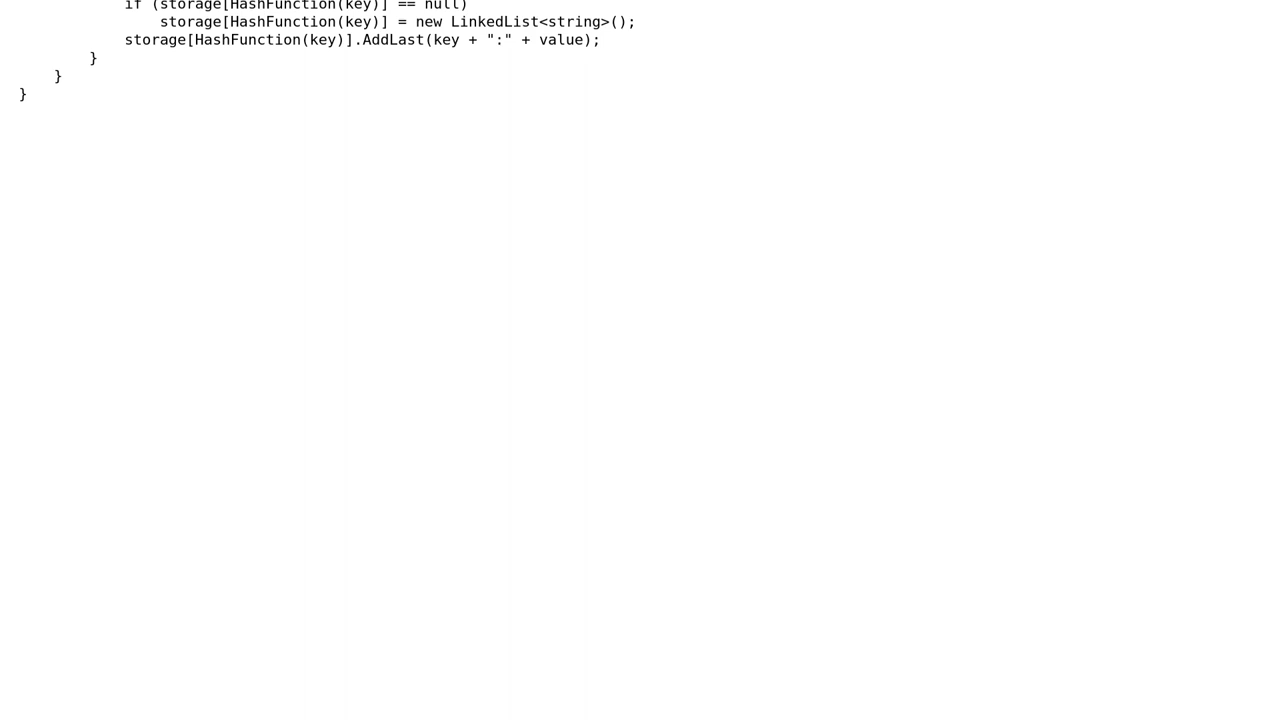 if (storage[HashFunction(key)] == null)
storage[HashFunction(key)] = new LinkedList<string>();
storage[HashFunction(key)].AddLast(key + ":" + value);
}
}
}